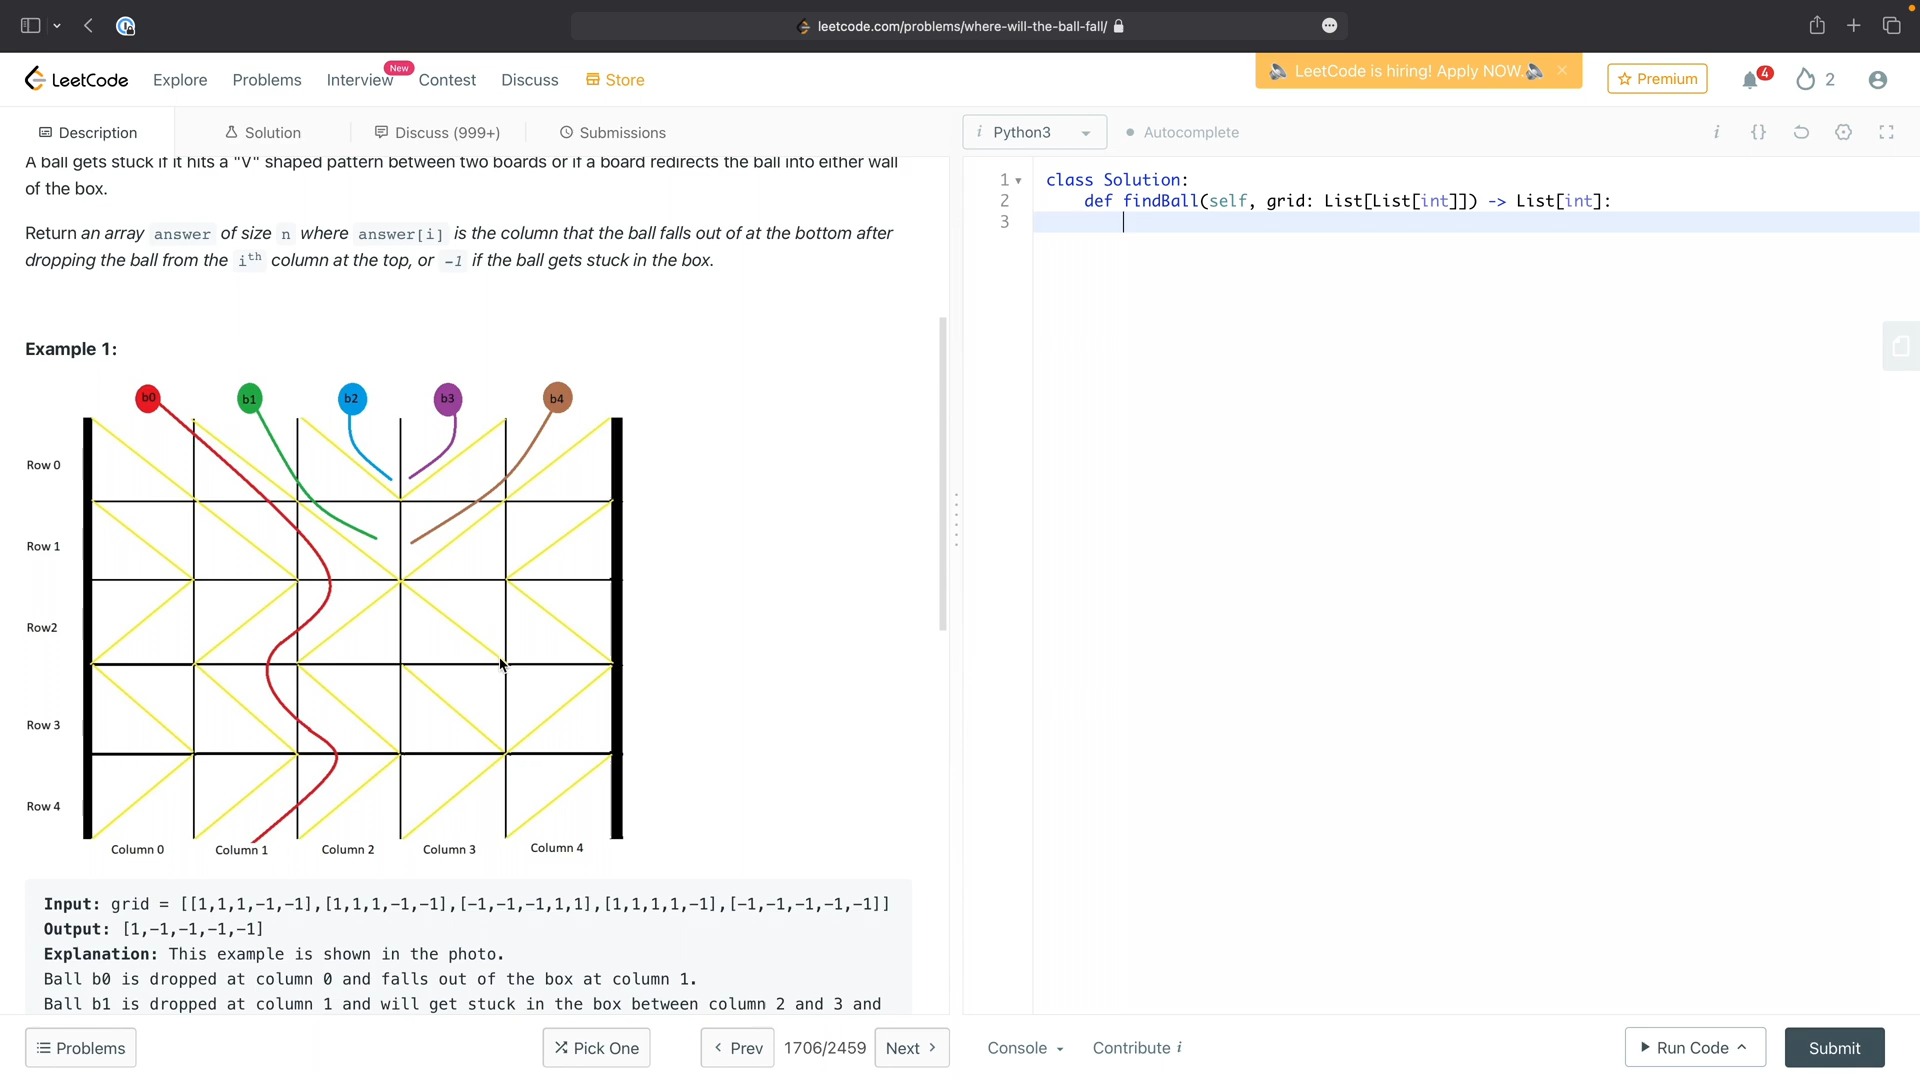 leetcode.com/problems/where-will-the-ball-fall/
LeetCode
Explore
Problems
Interview
New
Contest
Discuss
Store
LeetCode is hiring! Apply NOW.
Premium
4
2
Description
Solution
Discuss (999+)
Submissions
i Python3
Autocomplete
i
{}
A ball gets stuck if it hits a "V" shaped pattern between two boards or if a board redirects the ball into either wall
of the box.
Return an array answer of size n where answer[i] is the column that the ball falls out of at the bottom after
dropping the ball from the ith column at the top, or -1 if the ball gets stuck in the box.
Example 1:
b0
b1
b2
b3
b4
Row 0
Row 1
Row2
Row 3
Row 4
Column 0
Column 1
Column 2
Column 3
Column 4
Input: grid = [[1,1,1,-1,-1],[1,1,1,-1,-1],[-1,-1,-1,1,1],[1,1,1,1,-1],[-1,-1,-1,-1,-1]]
Output: [1,-1,-1,-1,-1]
Explanation: This example is shown in the photo.
Ball b0 is dropped at column 0 and falls out of the box at column 1.
Ball b1 is dropped at column 1 and will get stuck in the box between column 2 and 3 and
1 class Solution:
2 def findBall(self, grid: List[List[int]]) -> List[int]:
3
Problems
Pick One
Prev
1706/2459
Next
Console
Contribute i
Run Code
Submit